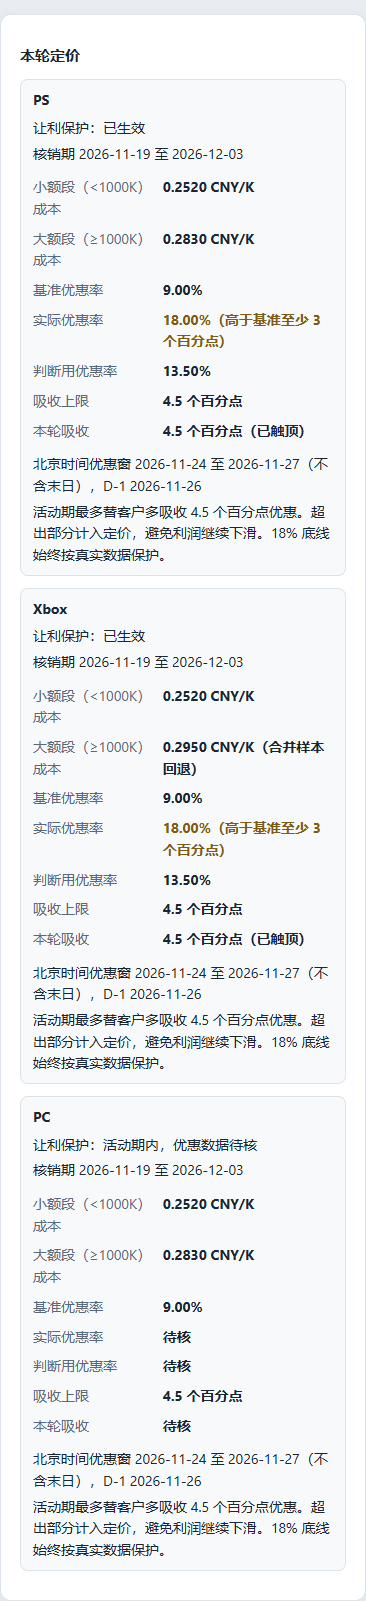 本轮定价
PS
让利保护：已生效
核销期 2026-11-19 至 2026-12-03
小额段（<1000K） 0.2520 CNY/K
成本
大额段（≥1000K） 0.2830 CNY/K
成本
基准优惠率 9.00%
实际优惠率 18.00%（高于基准至少 3
个百分点）
判断用优惠率 13.50%
吸收上限 4.5 个百分点
本轮吸收 4.5 个百分点（已触顶）
北京时间优惠窗 2026-11-24 至 2026-11-27（不
含末日），D-1 2026-11-26
活动期最多替客户多吸收 4.5 个百分点优惠。超
出部分计入定价，避免利润继续下滑。18% 底线
始终按真实数据保护。
Xbox
让利保护：已生效
核销期 2026-11-19 至 2026-12-03
小额段（<1000K） 0.2520 CNY/K
成本
大额段（≥1000K） 0.2950 CNY/K（合并样本
成本 回退）
基准优惠率 9.00%
实际优惠率 18.00%（高于基准至少 3
个百分点）
判断用优惠率 13.50%
吸收上限 4.5 个百分点
本轮吸收 4.5 个百分点（已触顶）
北京时间优惠窗 2026-11-24 至 2026-11-27（不
含末日），D-1 2026-11-26
活动期最多替客户多吸收 4.5 个百分点优惠。超
出部分计入定价，避免利润继续下滑。18% 底线
始终按真实数据保护。
PC
让利保护：活动期内，优惠数据待核
核销期 2026-11-19 至 2026-12-03
小额段（<1000K） 0.2520 CNY/K
成本
大额段（≥1000K） 0.2830 CNY/K
成本
基准优惠率 9.00%
实际优惠率 待核
判断用优惠率 待核
吸收上限 4.5 个百分点
本轮吸收 待核
北京时间优惠窗 2026-11-24 至 2026-11-27（不
含末日），D-1 2026-11-26
活动期最多替客户多吸收 4.5 个百分点优惠。超
出部分计入定价，避免利润继续下滑。18% 底线
始终按真实数据保护。